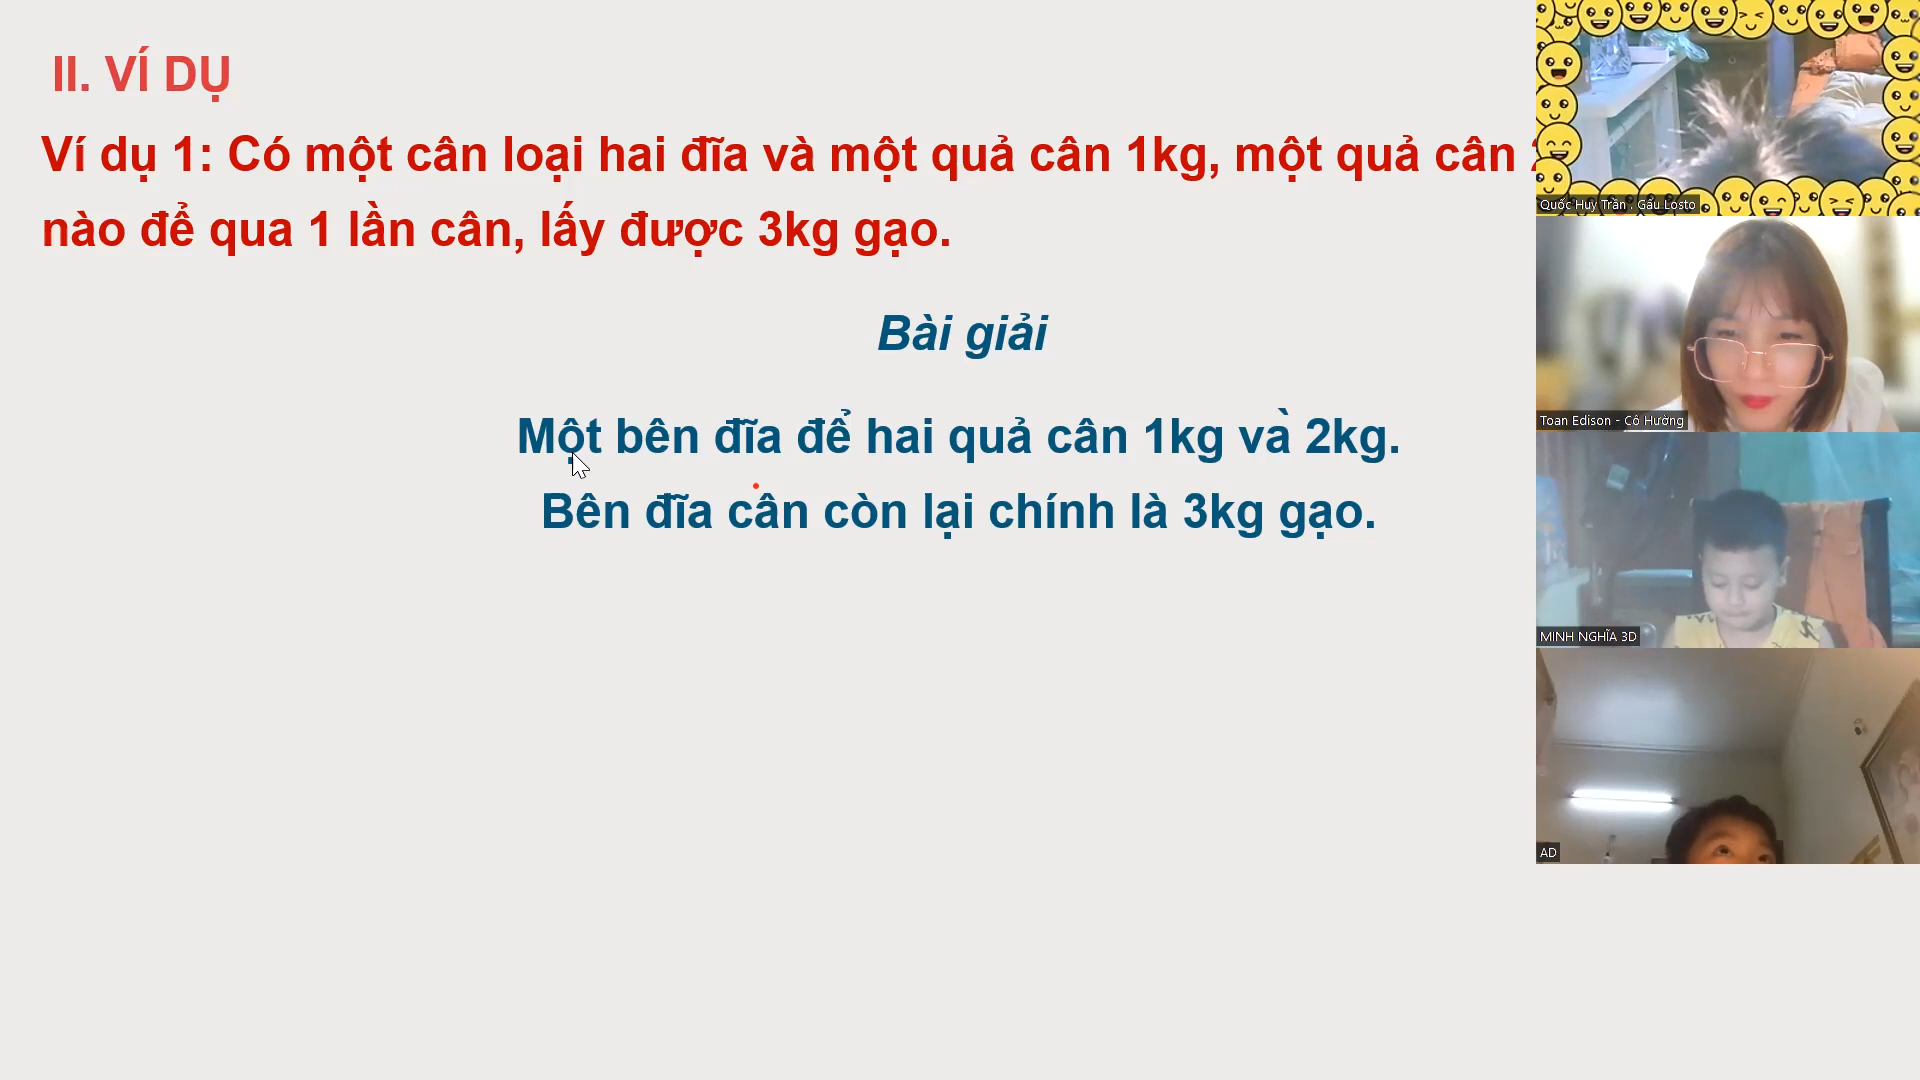 II. VÍ DỤ
Ví dụ 1: Có một cân loại hai đĩa và một quả cân 1kg, một quả cân
nào để qua 1 lần cân, lấy được 3kg gạo.
Bài giải
Một bên đĩa để hai quả cân 1kg và 2kg.
Bên đĩa cân còn lại chính là 3kg gạo.
Quốc Huy Trần . Gấu Losto
Toan Edison - Cô Hường
MINH NGHĨA 3D
AD